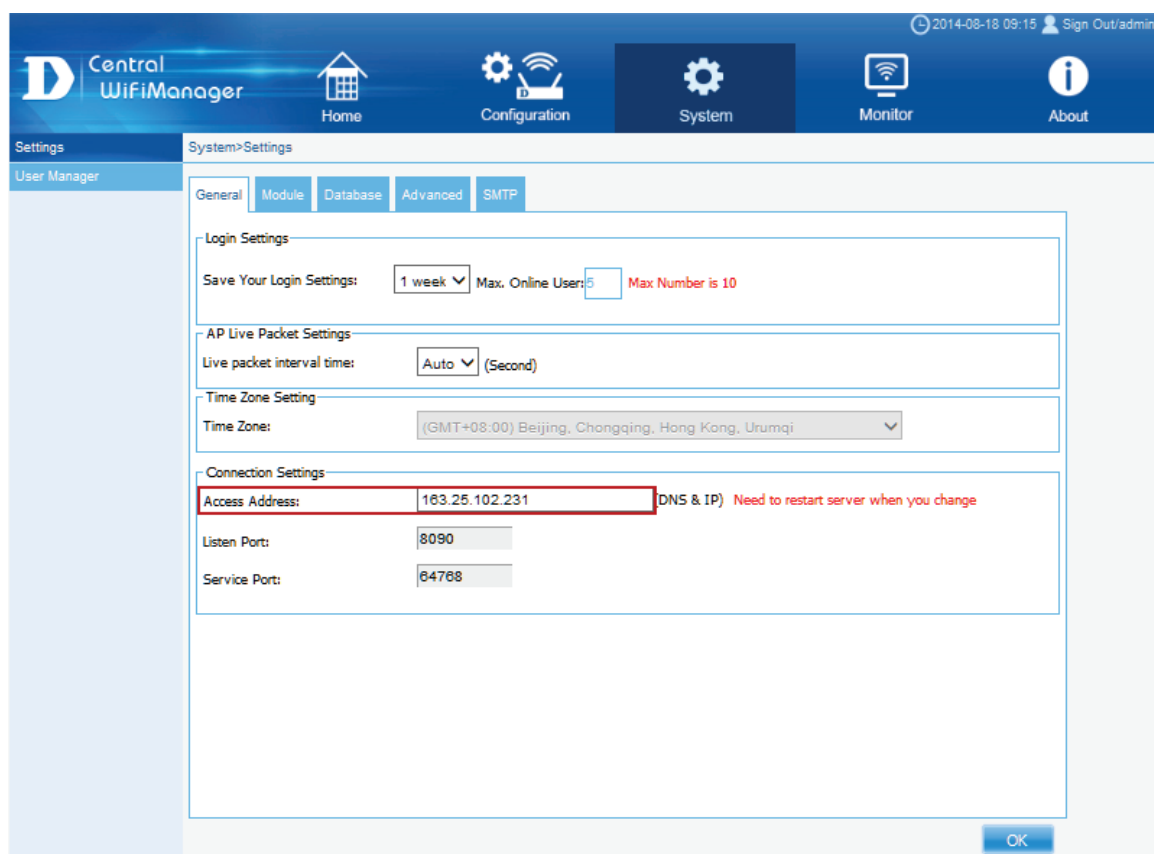 2014-08-18 09:15 Sign Out/admin
D Central
WiFiManager
Home
Configuration
System
Monitor
About
Settings
System>Settings
User Manager
General Module Database Advanced SMTP
Login Settings
Save Your Login Settings: 1 week Max. Online User: 5 Max Number is 10
AP Live Packet Settings
Live packet interval time: Auto (Second)
Time Zone Setting
Time Zone: (GMT+08:00) Beijing, Chongqing, Hong Kong, Urumqi
Connection Settings
Access Address: 163.25.102.231 (DNS & IP) Need to restart server when you change
Listen Port: 8090
Service Port: 64768
OK